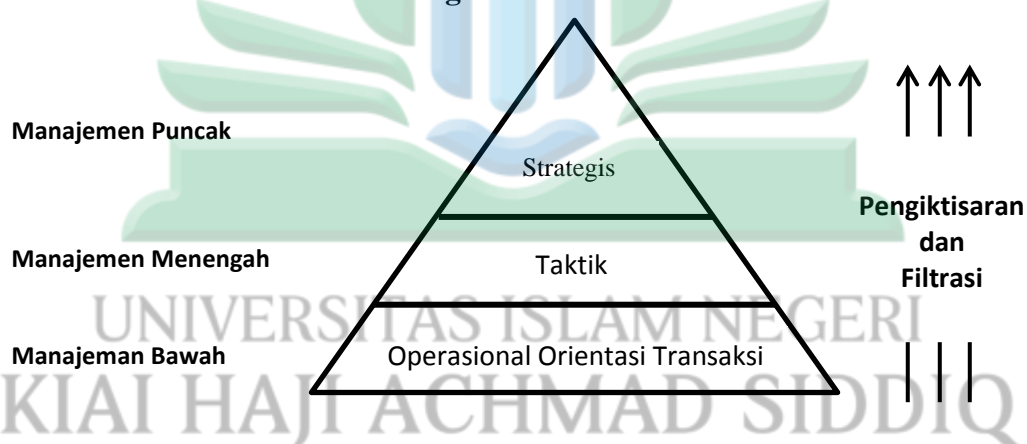 Manajemen Puncak
Strategis
Pengiktisaran
dan
Filtrasi
Manajemen Menengah
Taktik
UNIVERSITAS ISLAM NEGERI
Manajeman Bawah
Operasional Orientasi Transaksi
KIAI HAJI ACHMAD SIDDIQ